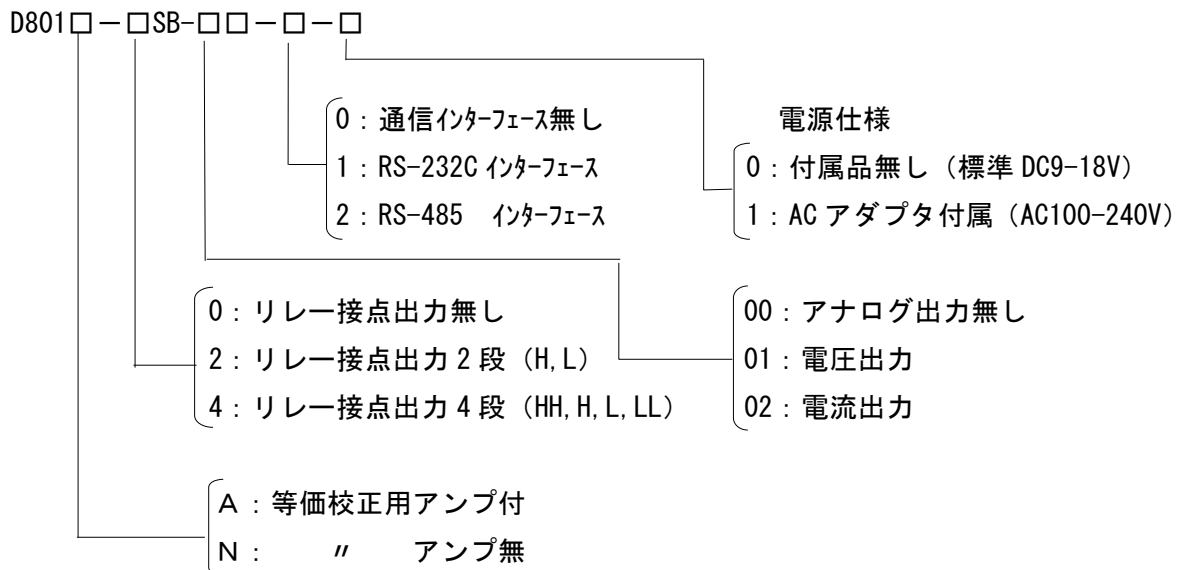 D801□－□SB-□□－□－□
0：通信ｲﾝﾀｰﾌｪｰｽ無し
1：RS-232C ｲﾝﾀｰﾌｪｰｽ
2：RS-485 ｲﾝﾀｰﾌｪｰｽ
電源仕様
0：付属品無し（標準 DC9-18V）
1：AC アダプタ付属（AC100-240V）
0：リレー接点出力無し
2：リレー接点出力 2 段（H,L）
4：リレー接点出力 4 段（HH,H,L,LL）
00：アナログ出力無し
01：電圧出力
02：電流出力
Ａ：等価校正用アンプ付
Ｎ： 〃 アンプ無